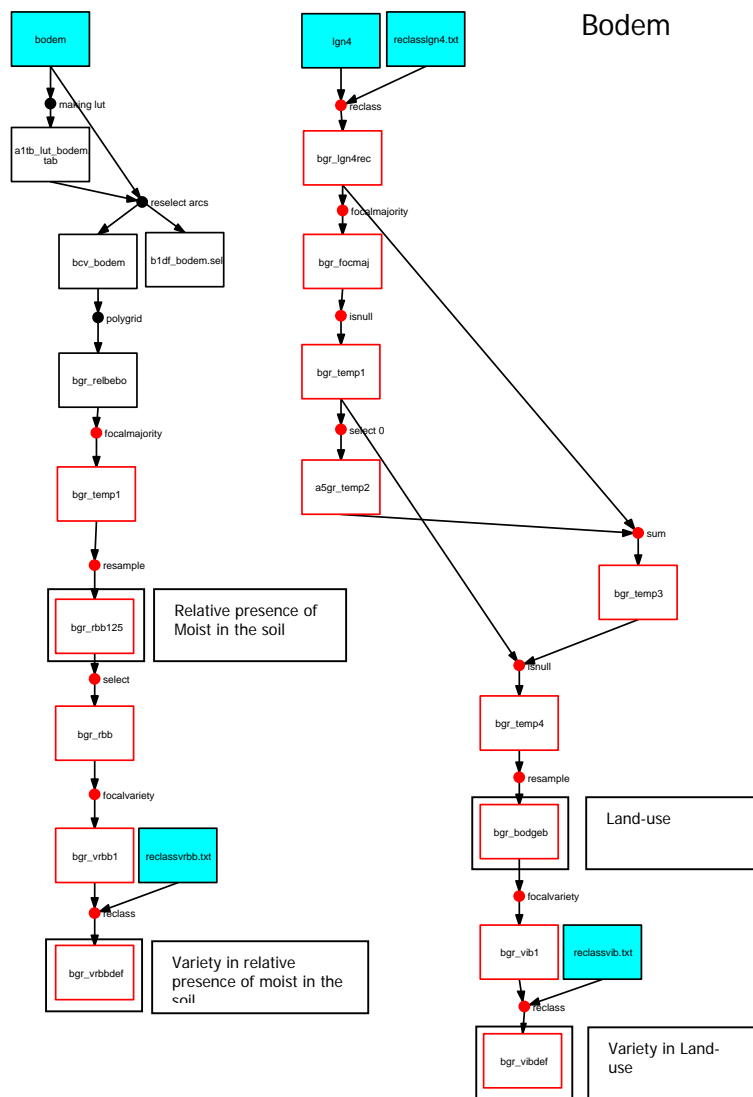 Bodem
bodem
making lut
a1tb_lut_bodem.
tab
reselect arcs
bcv_bodem
b1df_bodem.sel
polygrid
bgr_relbebo
focalmajority
bgr_temp1
resample
bgr_rbb125
Relative presence of
Moist in the soil
select
bgr_rbb
focalvariety
bgr_vrbb1
reclassvrbb.txt
reclass
bgr_vrbbdef
Variety in relative
presence of moist in the
soil
lgn4
reclasslgn4.txt
reclass
bgr_lgn4rec
focalmajority
bgr_focmaj
isnull
bgr_temp1
select 0
a5gr_temp2
sum
bgr_temp3
isnull
bgr_temp4
resample
bgr_bodgeb
Land-use
focalvariety
bgr_vib1
reclassvib.txt
reclass
bgr_vibdef
Variety in Land-
use